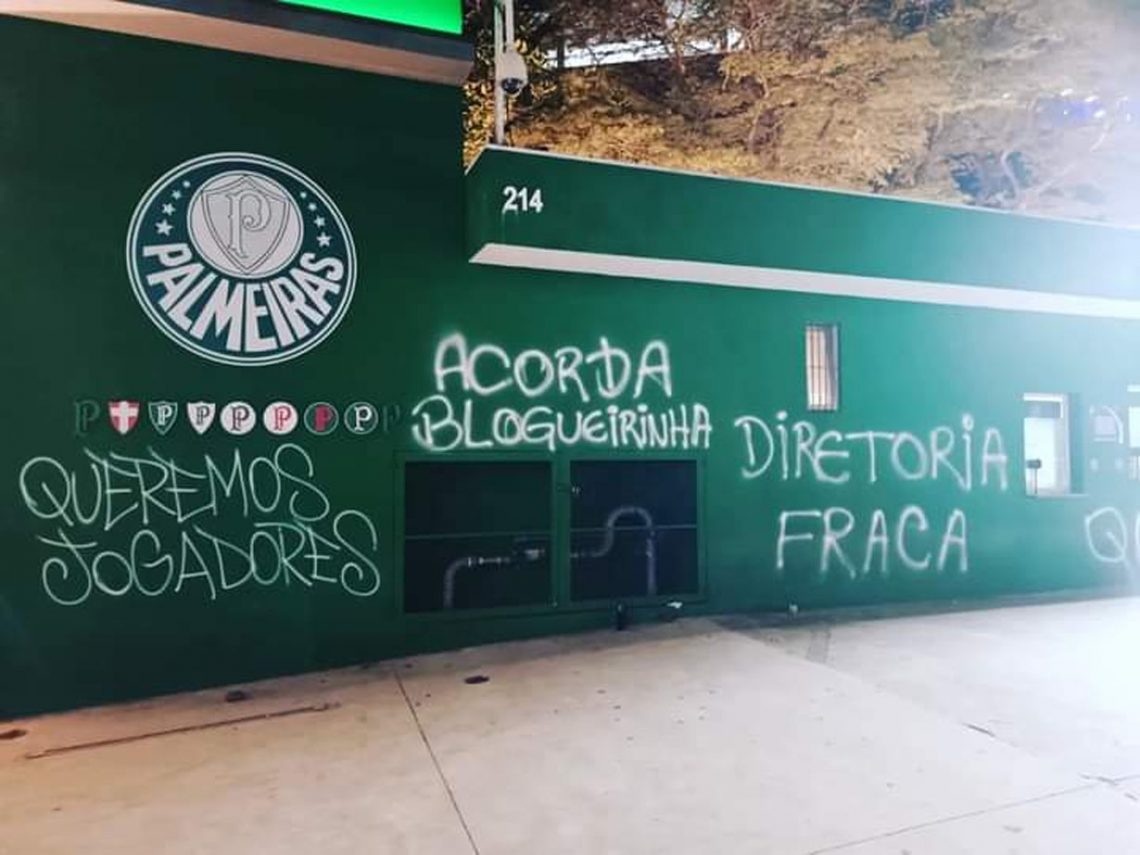 214
PALMEIRAS
ACORDA
BLOGUEIRINHA
QUEREMOS
JOGADORES
DIRETORIA
FRACA